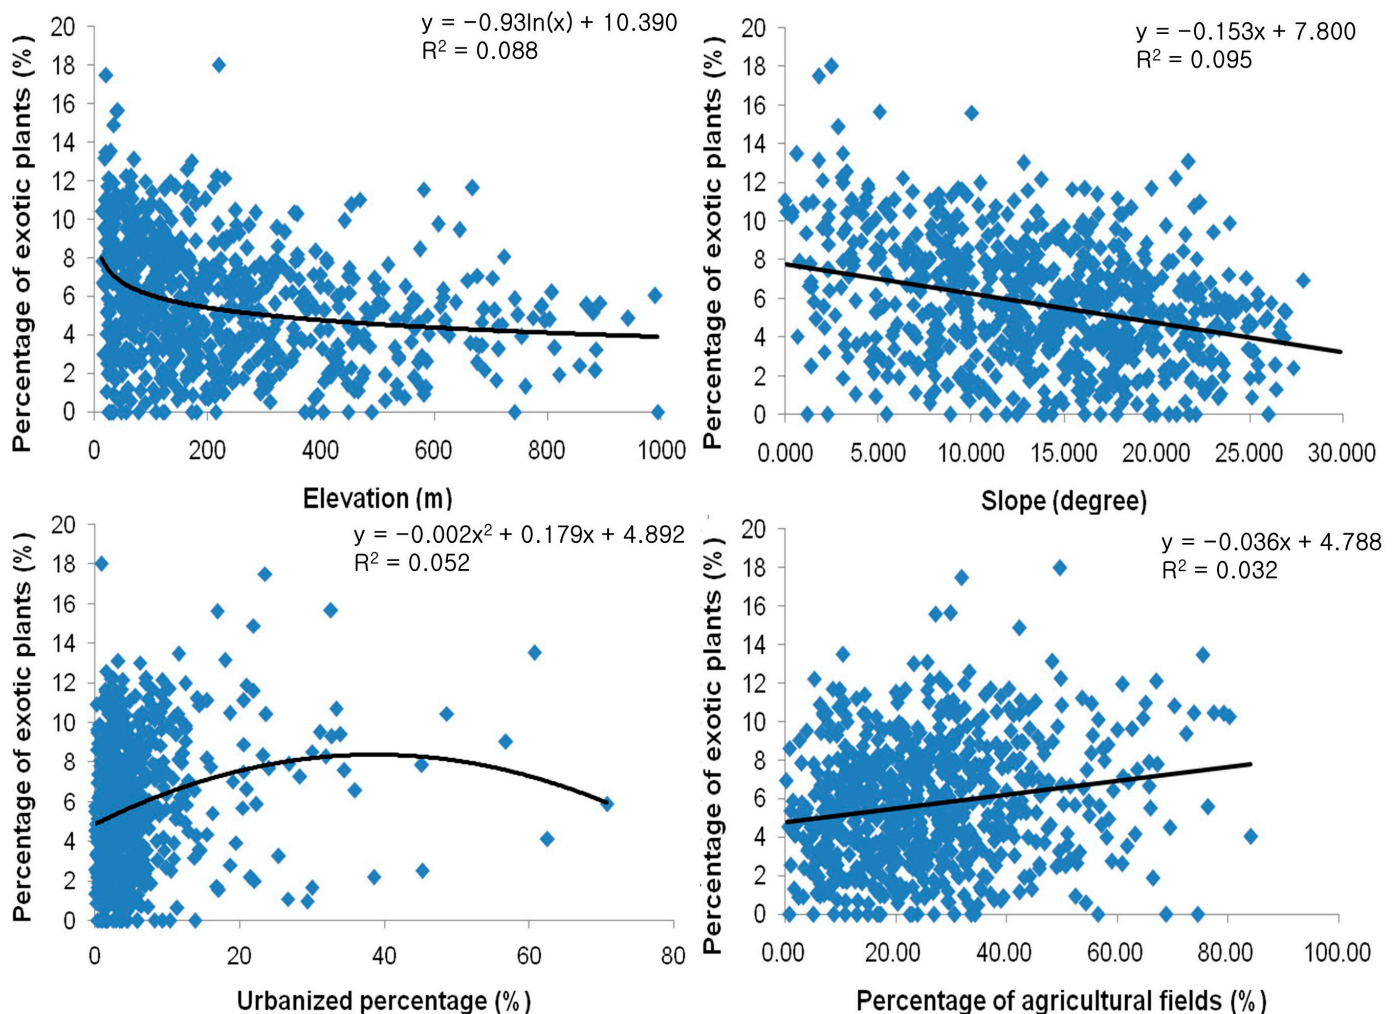 y = −0.93ln(x) + 10.390
R² = 0.088
Percentage of exotic plants (%)
20
18
16
14
12
10
8
6
4
2
0
0 200 400 600 800 1000
Elevation (m)
y = −0.153x + 7.800
R² = 0.095
Percentage of exotic plants (%)
20
18
16
14
12
10
8
6
4
2
0
0.000 5.000 10.000 15.000 20.000 25.000 30.000
Slope (degree)
y = −0.002x² + 0.179x + 4.892
R² = 0.052
Percentage of exotic plants (%)
20
18
16
14
12
10
8
6
4
2
0
0 20 40 60 80
Urbanized percentage (%)
y = −0.036x + 4.788
R² = 0.032
Percentage of exotic plants (%)
20
18
16
14
12
10
8
6
4
2
0
0.00 20.00 40.00 60.00 80.00 100.00
Percentage of agricultural fields (%)